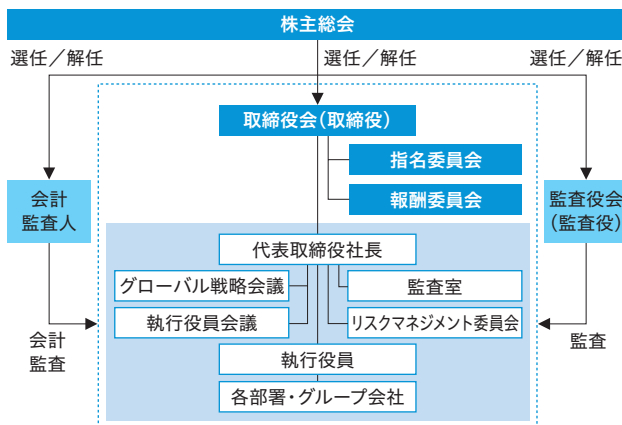 株主総会
選任／解任
選任／解任
選任／解任
取締役会（取締役）
指名委員会
報酬委員会
会計
監査人
監査役会
（監査役）
代表取締役社長
グローバル戦略会議
監査室
執行役員会議
リスクマネジメント委員会
会計
監査
監査
執行役員
各部署・グループ会社